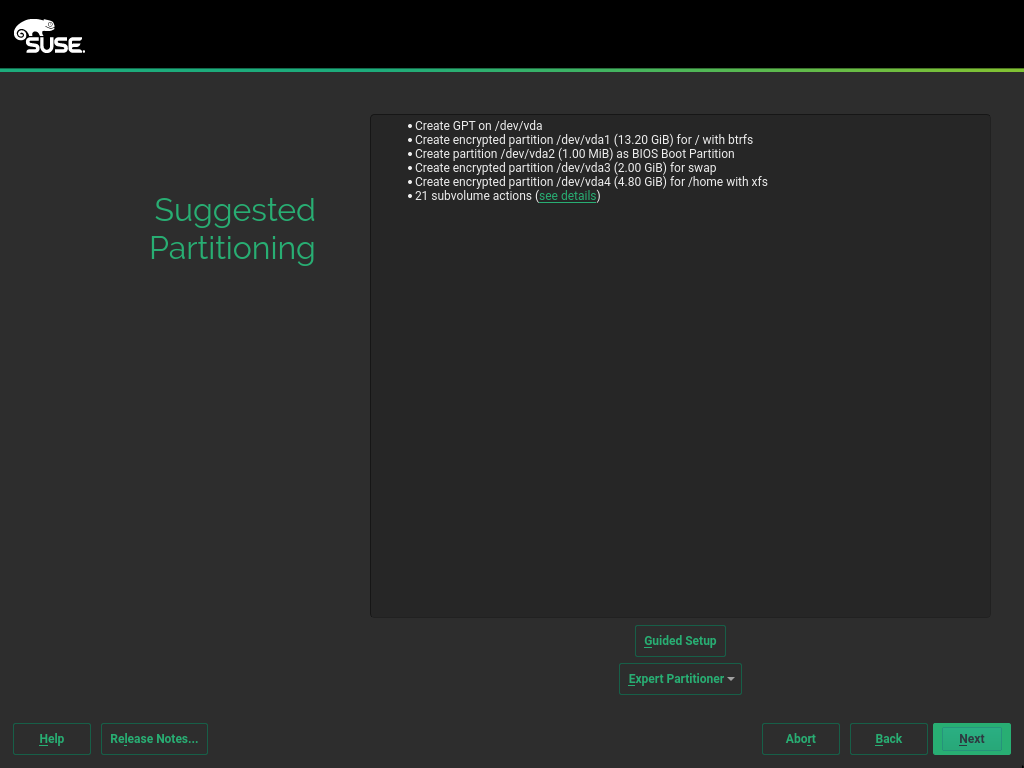 SUSE.
Suggested
Partitioning
• Create GPT on /dev/vda
• Create encrypted partition /dev/vda1 (13.20 GiB) for / with btrfs
• Create partition /dev/vda2 (1.00 MiB) as BIOS Boot Partition
• Create encrypted partition /dev/vda3 (2.00 GiB) for swap
• Create encrypted partition /dev/vda4 (4.80 GiB) for /home with xfs
• 21 subvolume actions (see details)
Guided Setup
Expert Partitioner
Help
Release Notes...
Abort
Back
Next